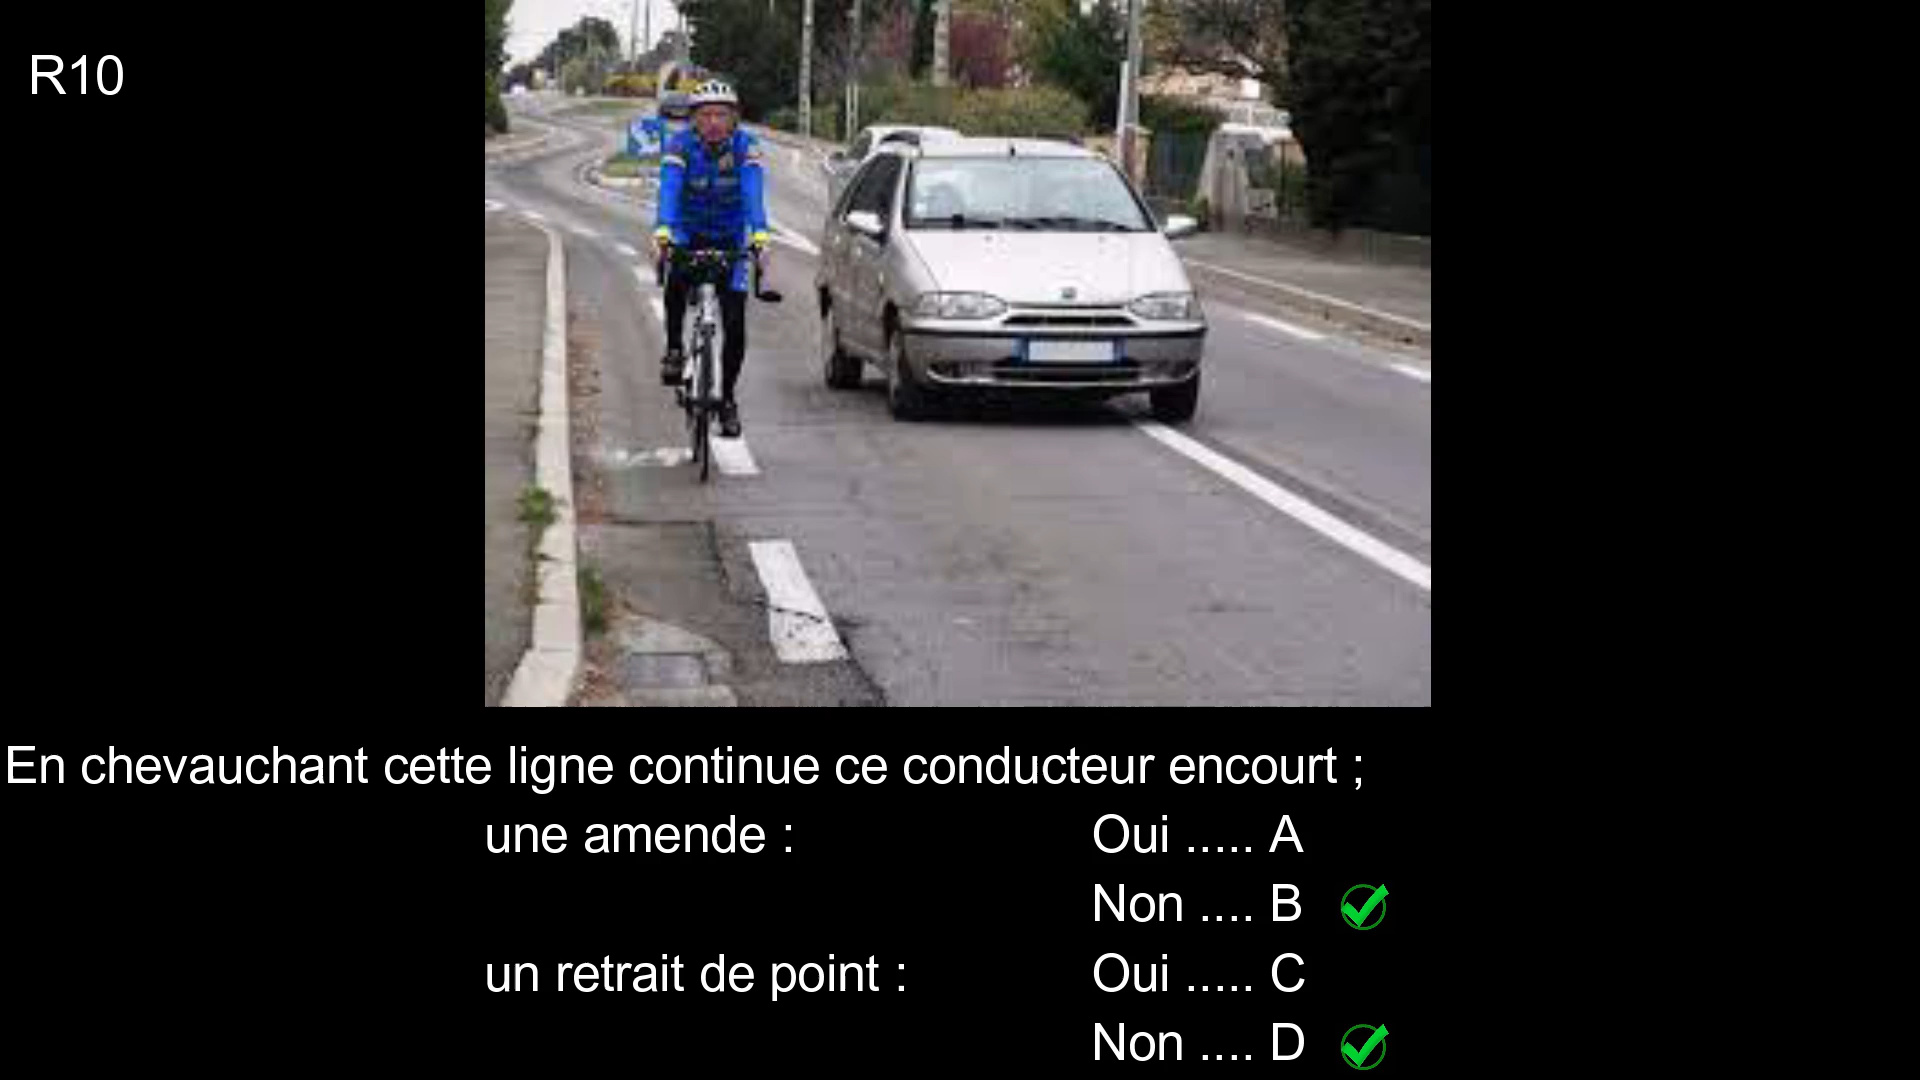 R10
En chevauchant cette ligne continue ce conducteur encourt ;
une amende : Oui ..... A
Non .... B
un retrait de point : Oui ..... C
Non .... D